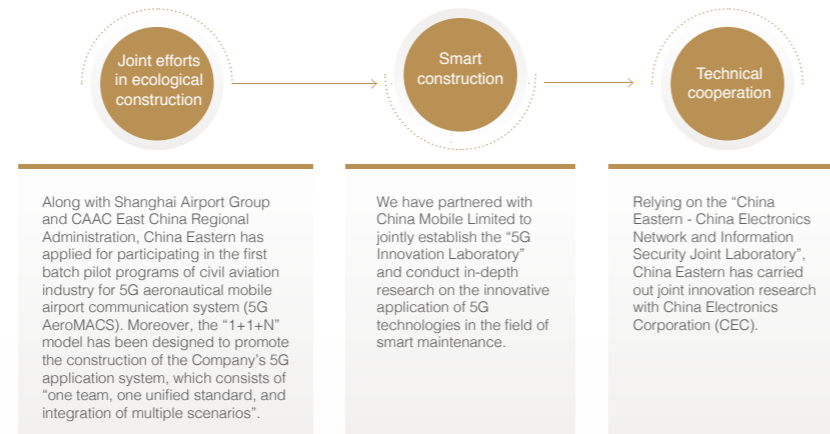 Joint efforts
in ecological
construction
Smart
construction
Technical
cooperation
Along with Shanghai Airport Group
and CAAC East China Regional
Administration, China Eastern has
applied for participating in the first
batch pilot programs of civil aviation
industry for 5G aeronautical mobile
airport communication system (5G
AeroMACS). Moreover, the “1+1+N”
model has been designed to promote
the construction of the Company’s 5G
application system, which consists of
“one team, one unified standard, and
integration of multiple scenarios”.
We have partnered with
China Mobile Limited to
jointly establish the “5G
Innovation Laboratory”
and conduct in-depth
research on the innovative
application of 5G
technologies in the field of
smart maintenance.
Relying on the “China
Eastern - China Electronics
Network and Information
Security Joint Laboratory”,
China Eastern has carried
out joint innovation research
with China Electronics
Corporation (CEC).